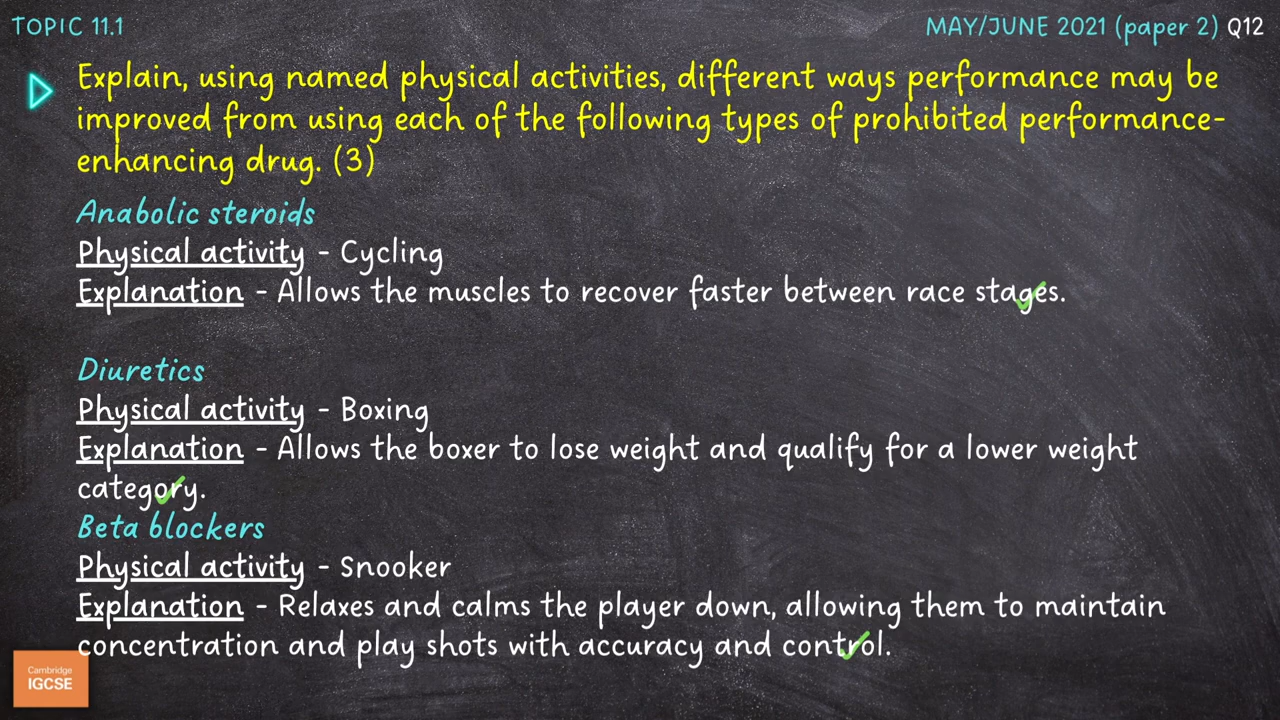 TOPIC 11.1
MAY/JUNE 2021 (paper 2) Q12
Explain, using named physical activities, different ways performance may be
improved from using each of the following types of prohibited performance-
enhancing drug. (3)
Anabolic steroids
Physical activity - Cycling
Explanation - Allows the muscles to recover faster between race stages.
Diuretics
Physical activity - Boxing
Explanation - Allows the boxer to lose weight and qualify for a lower weight
category.
Beta blockers
Physical activity - Snooker
Explanation - Relaxes and calms the player down, allowing them to maintain
concentration and play shots with accuracy and control.
Cambridge
IGCSE